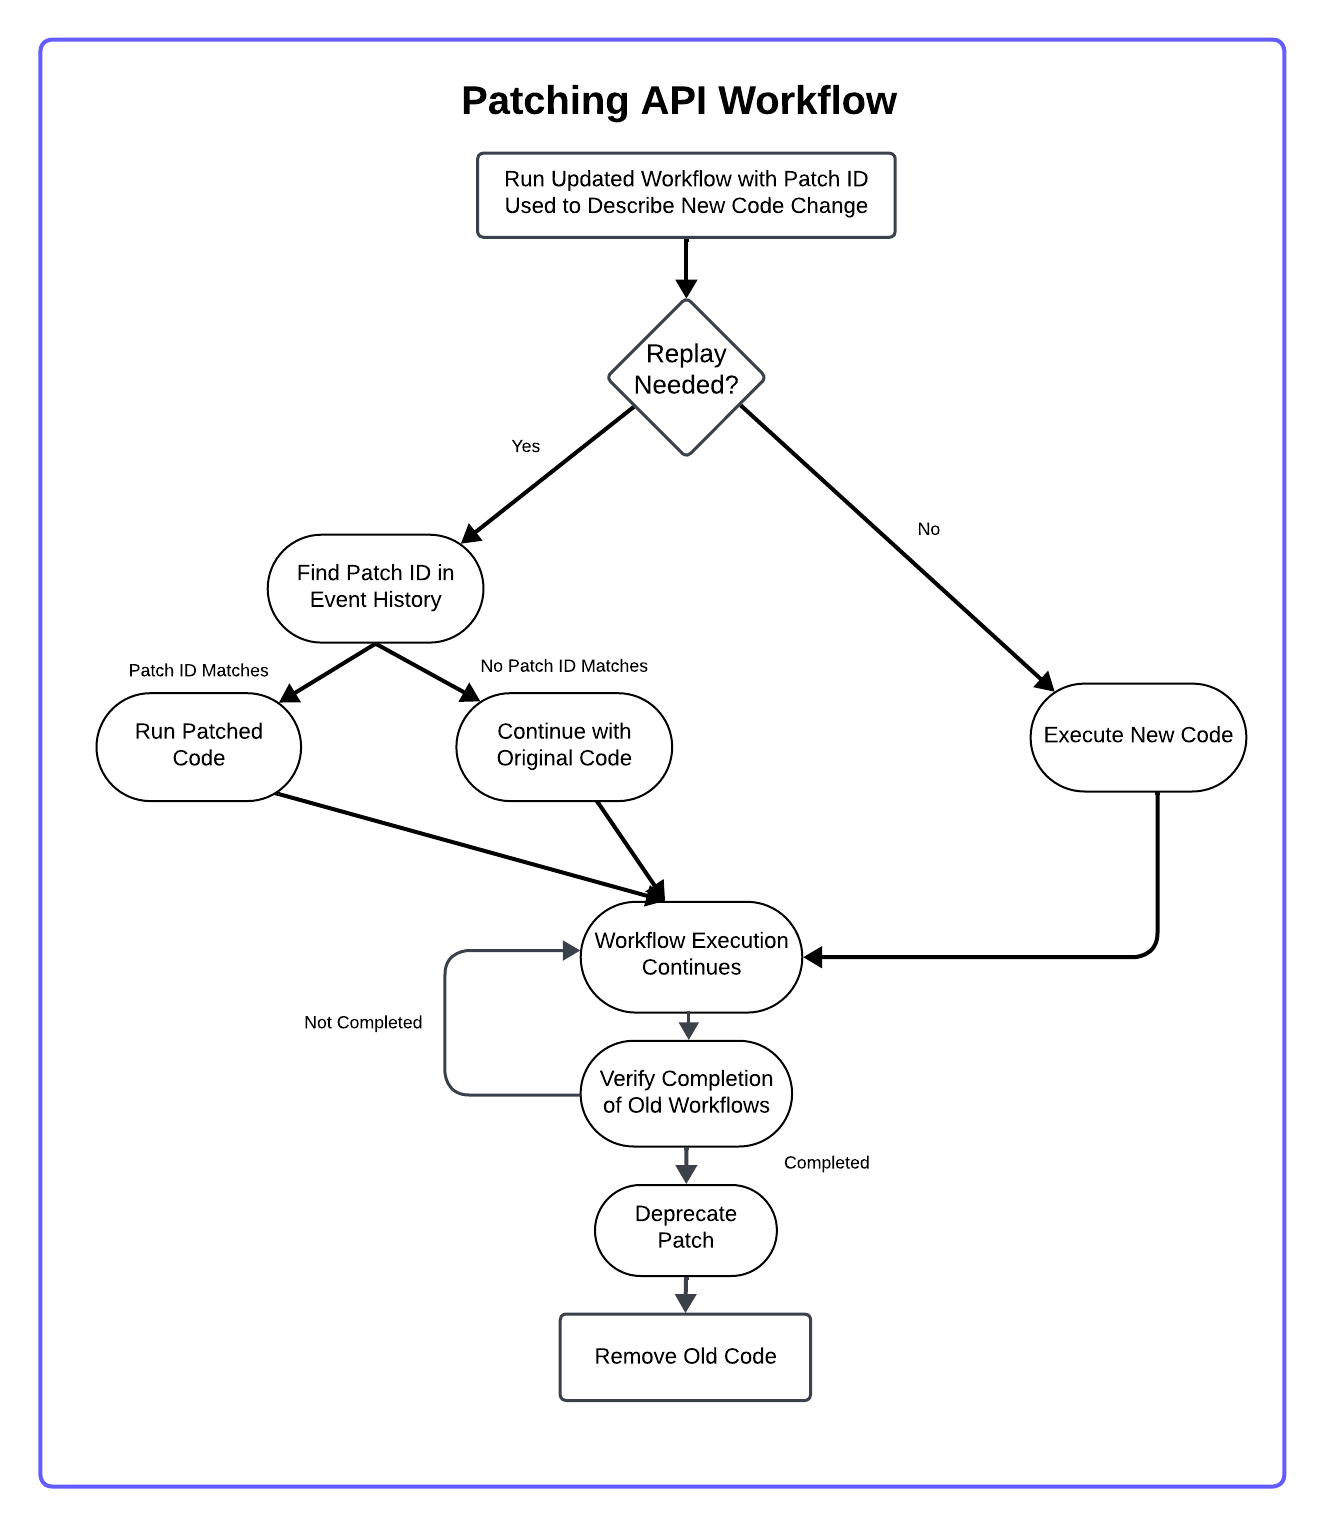 Patching API Workflow
Run Updated Workflow with Patch ID
Used to Describe New Code Change
Replay
Needed?
Yes
No
Find Patch ID in
Event History
Patch ID Matches
No Patch ID Matches
Run Patched
Code
Continue with
Original Code
Execute New Code
Workflow Execution
Continues
Not Completed
Verify Completion
of Old Workflows
Completed
Deprecate
Patch
Remove Old Code